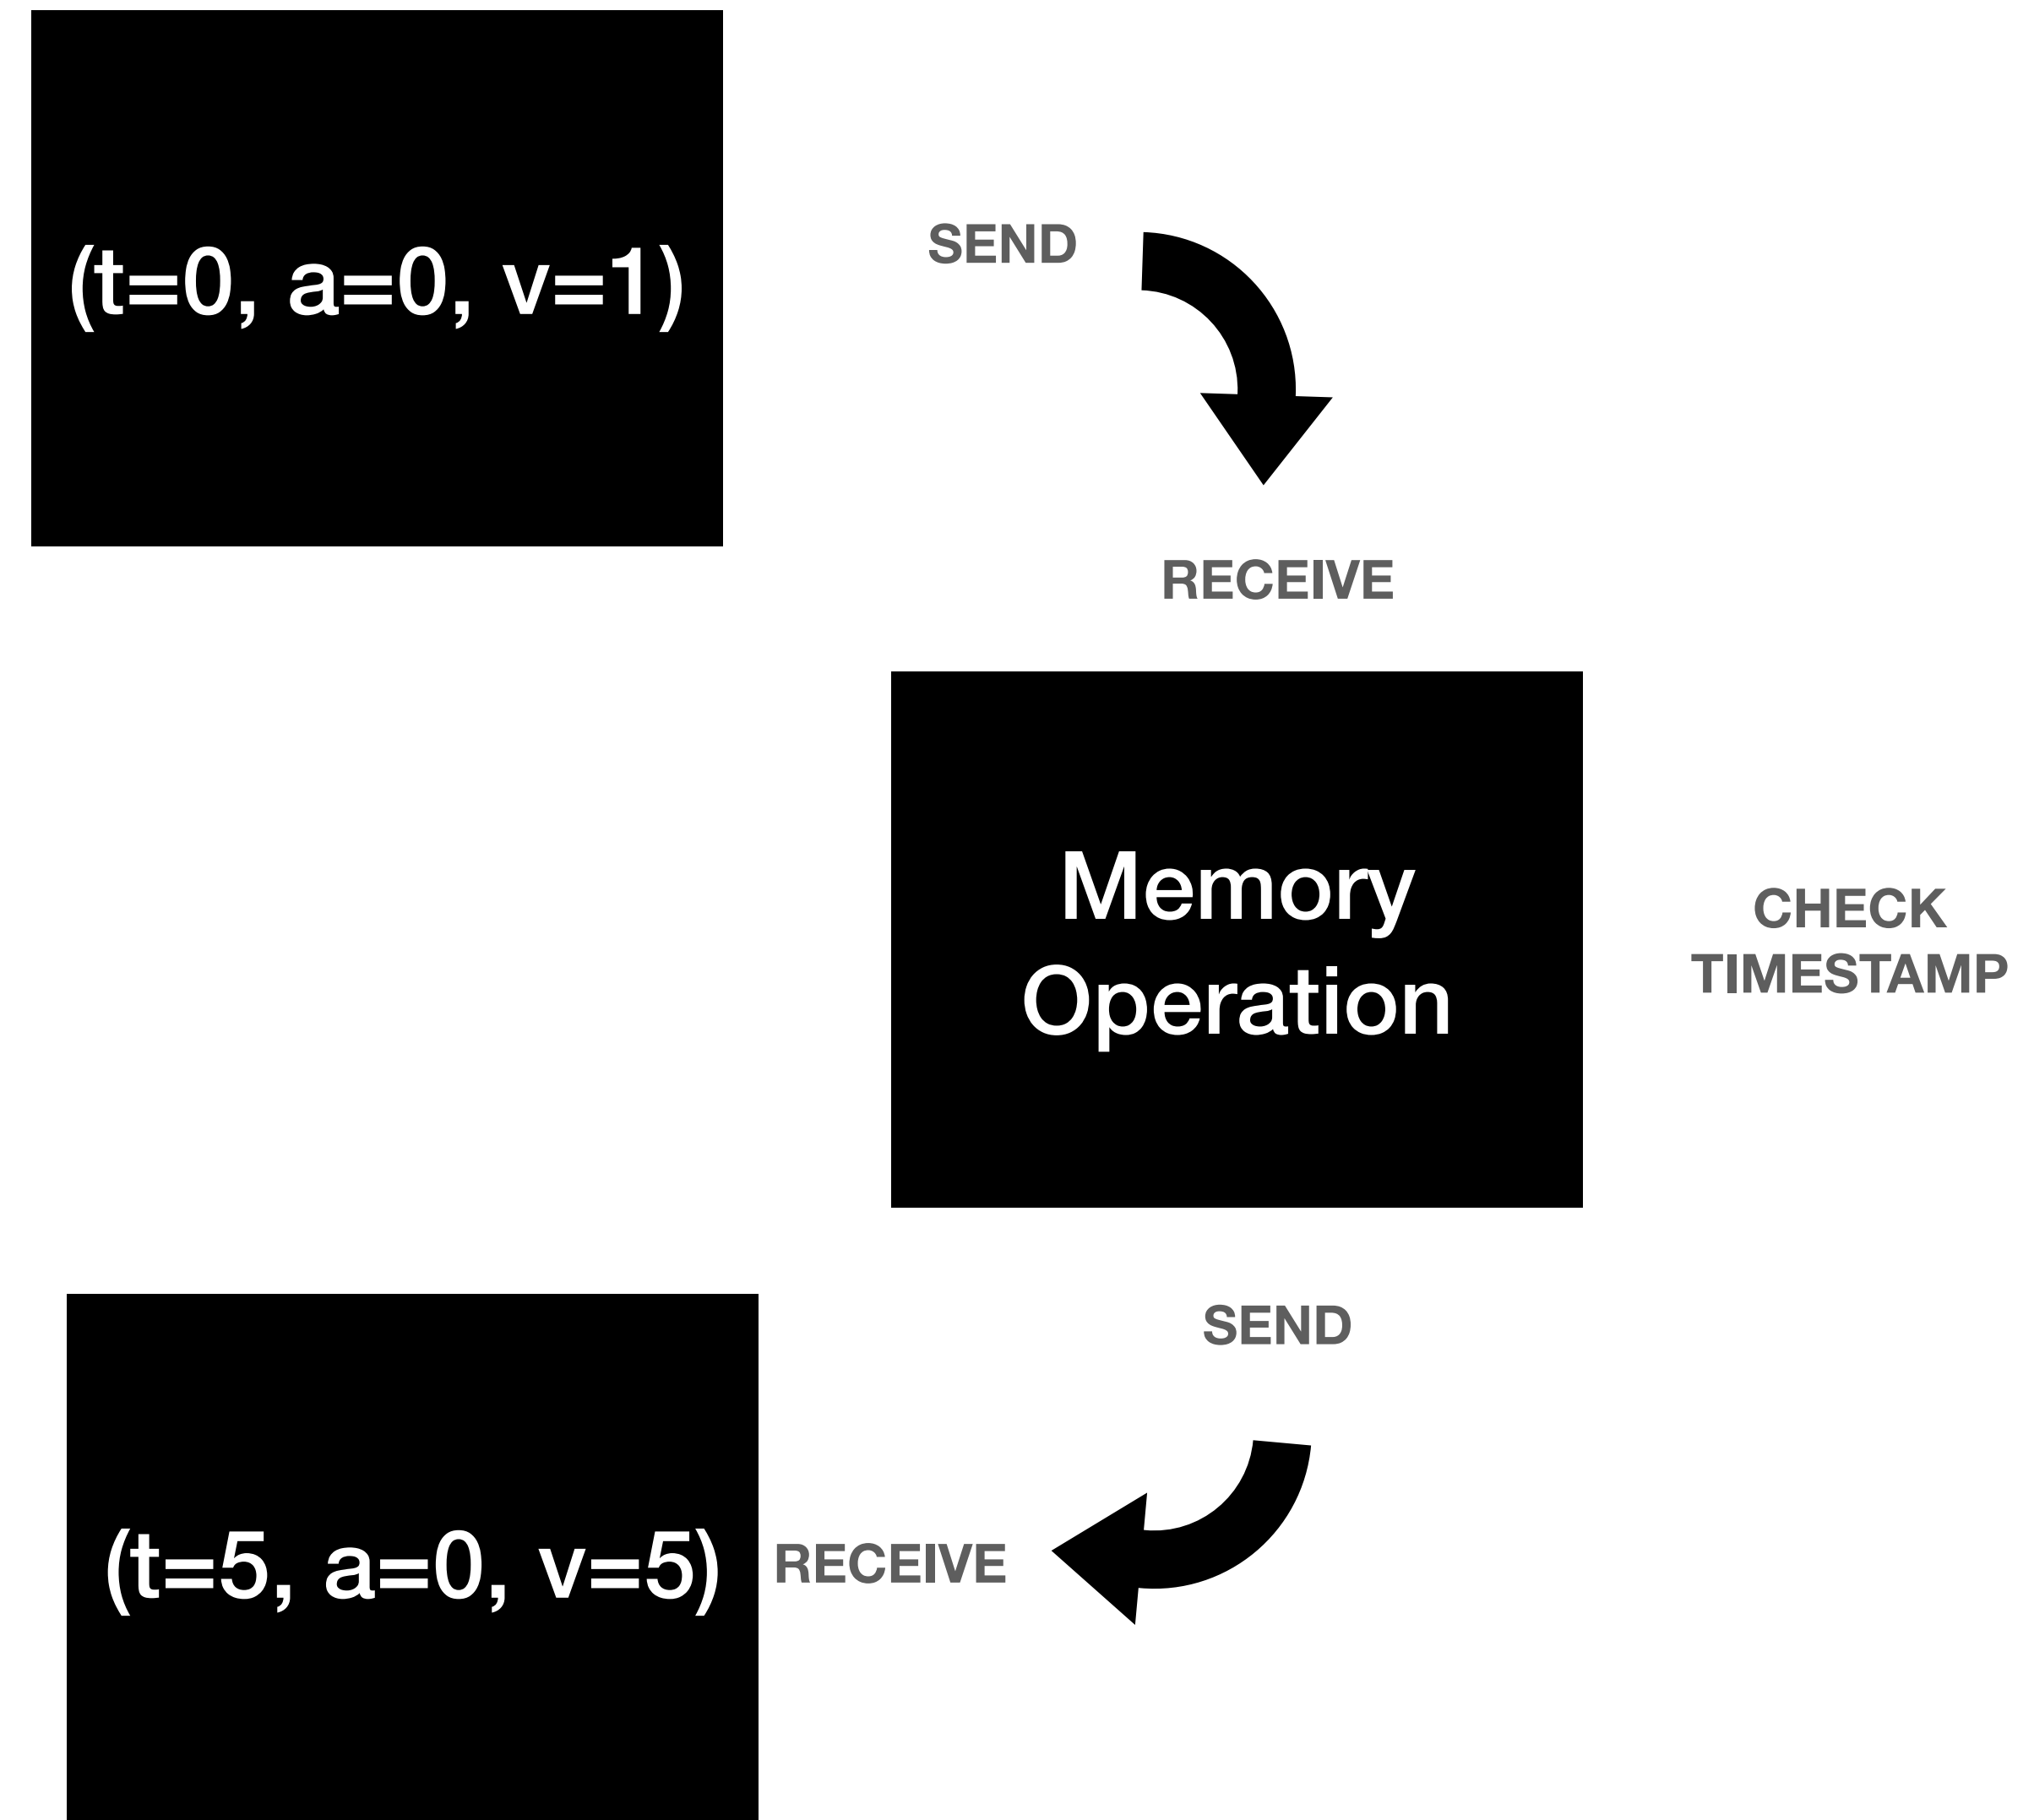 (t=0, a=0, v=1)
SEND
RECEIVE
Memory
Operation
CHECK
TIMESTAMP
SEND
(t=5, a=0, v=5)
RECEIVE